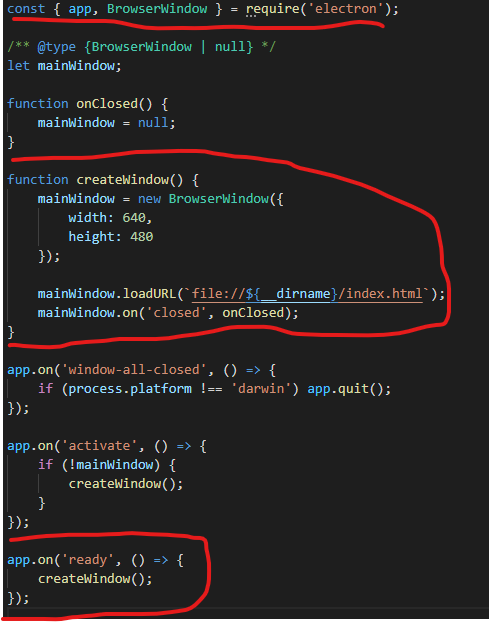 const { app, BrowserWindow } = require('electron');
/** @type {BrowserWindow | null} */
let mainWindow;
function onClosed() {
    mainWindow = null;
}
function createWindow() {
    mainWindow = new BrowserWindow({
        width: 640,
        height: 480
    });
    mainWindow.loadURL(`file://${__dirname}/index.html`);
    mainWindow.on('closed', onClosed);
}
app.on('window-all-closed', () => {
    if (process.platform !== 'darwin') app.quit();
});
app.on('activate', () => {
    if (!mainWindow) {
        createWindow();
    }
});
app.on('ready', () => {
    createWindow();
});